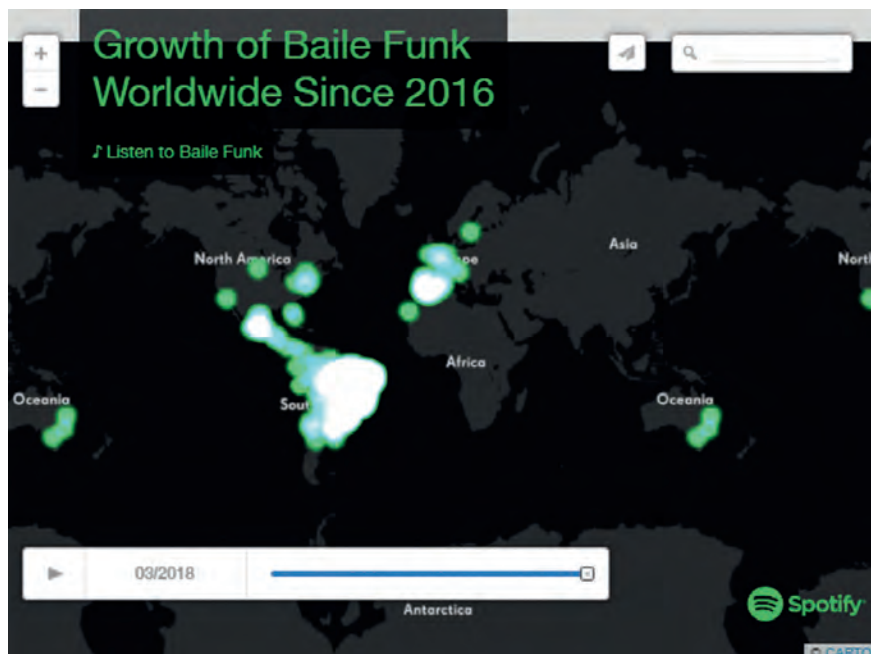 Growth of Baile Funk
Worldwide Since 2016
♪ Listen to Baile Funk
+
−
North America
Asia
Africa
Oceania
Oceania
03/2018
Antarctica
Spotify
© CARTO